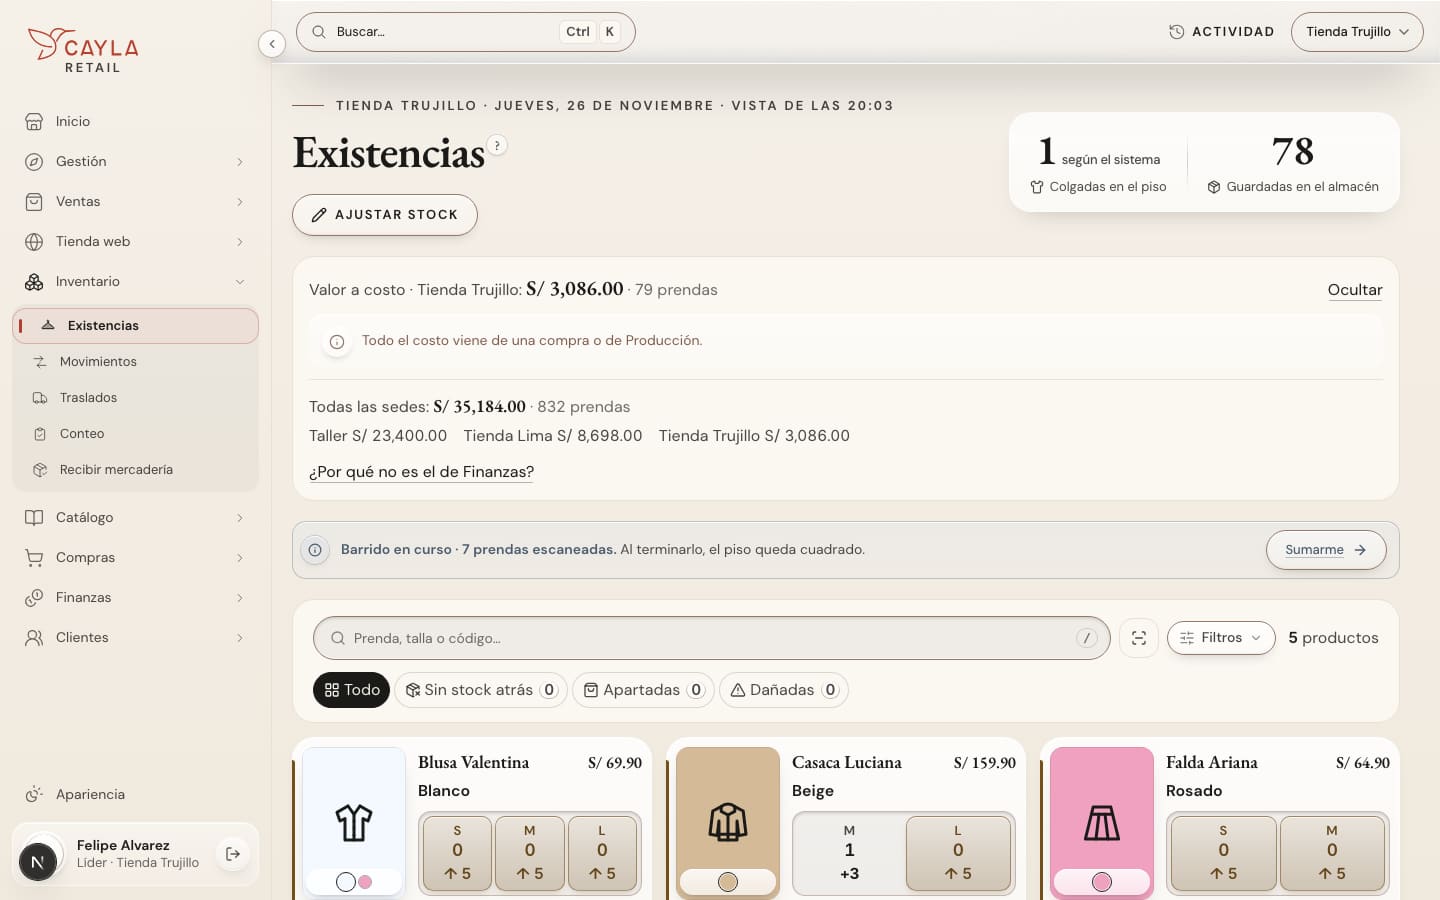 CAYLA
RETAIL
Buscar...
Ctrl K
ACTIVIDAD
Tienda Trujillo
Inicio
Gestión
Ventas
Tienda web
Inventario
Existencias
Movimientos
Traslados
Conteo
Recibir mercadería
Catálogo
Compras
Finanzas
Clientes
Apariencia
N
Felipe Alvarez
Líder · Tienda Trujillo
TIENDA TRUJILLO · JUEVES, 26 DE NOVIEMBRE · VISTA DE LAS 20:03
Existencias ?
AJUSTAR STOCK
1 según el sistema
Colgadas en el piso
78
Guardadas en el almacén
Valor a costo · Tienda Trujillo: S/ 3,086.00 · 79 prendas
Ocultar
Todo el costo viene de una compra o de Producción.
Todas las sedes: S/ 35,184.00 · 832 prendas
Taller S/ 23,400.00 Tienda Lima S/ 8,698.00 Tienda Trujillo S/ 3,086.00
¿Por qué no es el de Finanzas?
Barrido en curso · 7 prendas escaneadas. Al terminarlo, el piso queda cuadrado.
Sumarme
Prenda, talla o código... /
Filtros
5 productos
Todo
Sin stock atrás 0
Apartadas 0
Dañadas 0
Blusa Valentina S/ 69.90
Blanco
S M L
0 0 0
↑ 5 ↑ 5 ↑ 5
Casaca Luciana S/ 159.90
Beige
M L
1 0
+3 ↑ 5
Falda Ariana S/ 64.90
Rosado
S M
0 0
↑ 5 ↑ 5